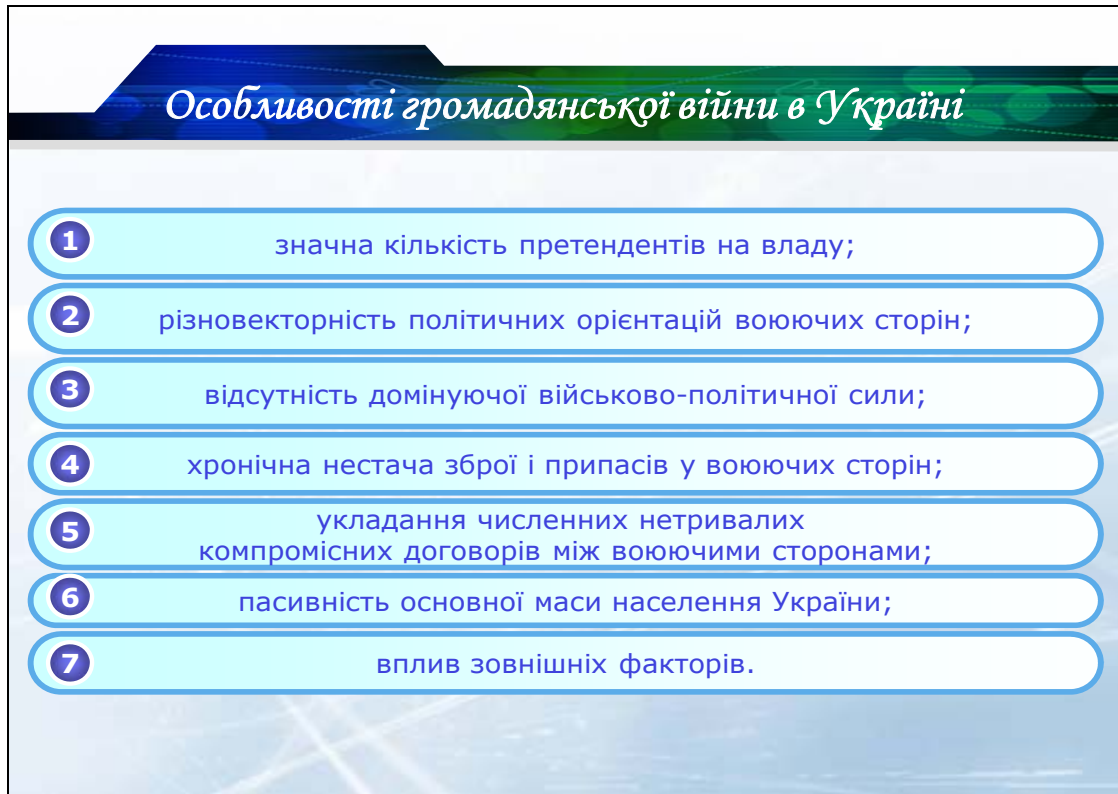 Особливості громадянської війни в Україні
1
значна кількість претендентів на владу;
2
різновекторність політичних орієнтацій воюючих сторін;
3
відсутність домінуючої військово-політичної сили;
4
хронічна нестача зброї і припасів у воюючих сторін;
5
укладання численних нетривалих
компромісних договорів між воюючими сторонами;
6
пасивність основної маси населення України;
7
вплив зовнішніх факторів.